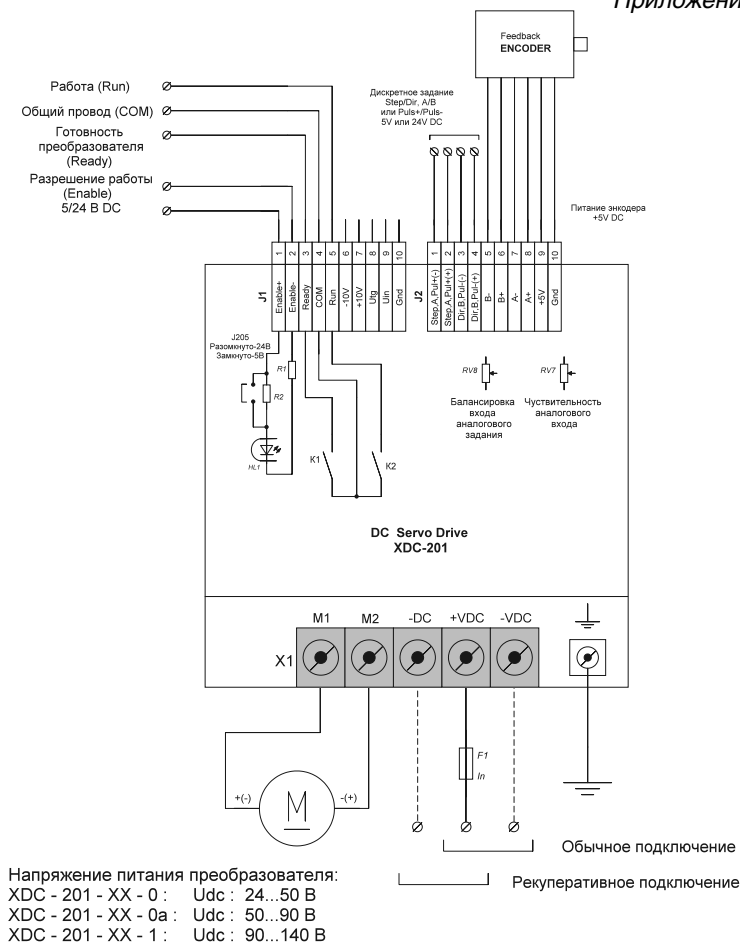 Приложени
Feedback
ENCODER
Работа (Run)
Общий провод (COM)
Готовность
преобразователя
(Ready)
Разрешение работы
(Enable)
5/24 В DC
Дискретное задание
Step/Dir, A/B
или Puls+/Puls-
5V или 24V DC
Питание энкодера
+5V DC
1 2 3 4 5 6 7 8 9 10
J1
Enable+
Enable-
Ready
COM
Run
-10V
+10V
Utg
Uin
Gnd
1 2 3 4 5 6 7 8 9 10
J2
Step,A,Pul+(-)
Step,A,Pul+(+)
Dir,B,Pul-(-)
Dir,B,Pul-(+)
B-
B+
A-
A+
+5V
Gnd
J205
Разомкнуто-24В
Замкнуто-5В
R1
R2
HL1
K1
K2
RV8
Балансировка
входа
аналогового
задания
RV7
Чуствительность
аналогового
входа
DC Servo Drive
XDC-201
M1 M2 -DC +VDC -VDC
X1
F1
In
+(-)
M
-(+)
Обычное подключение
Рекуперативное подключение
Напряжение питания преобразователя:
XDC - 201 - XX - 0 : Udc : 24...50 В
XDC - 201 - XX - 0a : Udc : 50...90 В
XDC - 201 - XX - 1 : Udc : 90...140 В